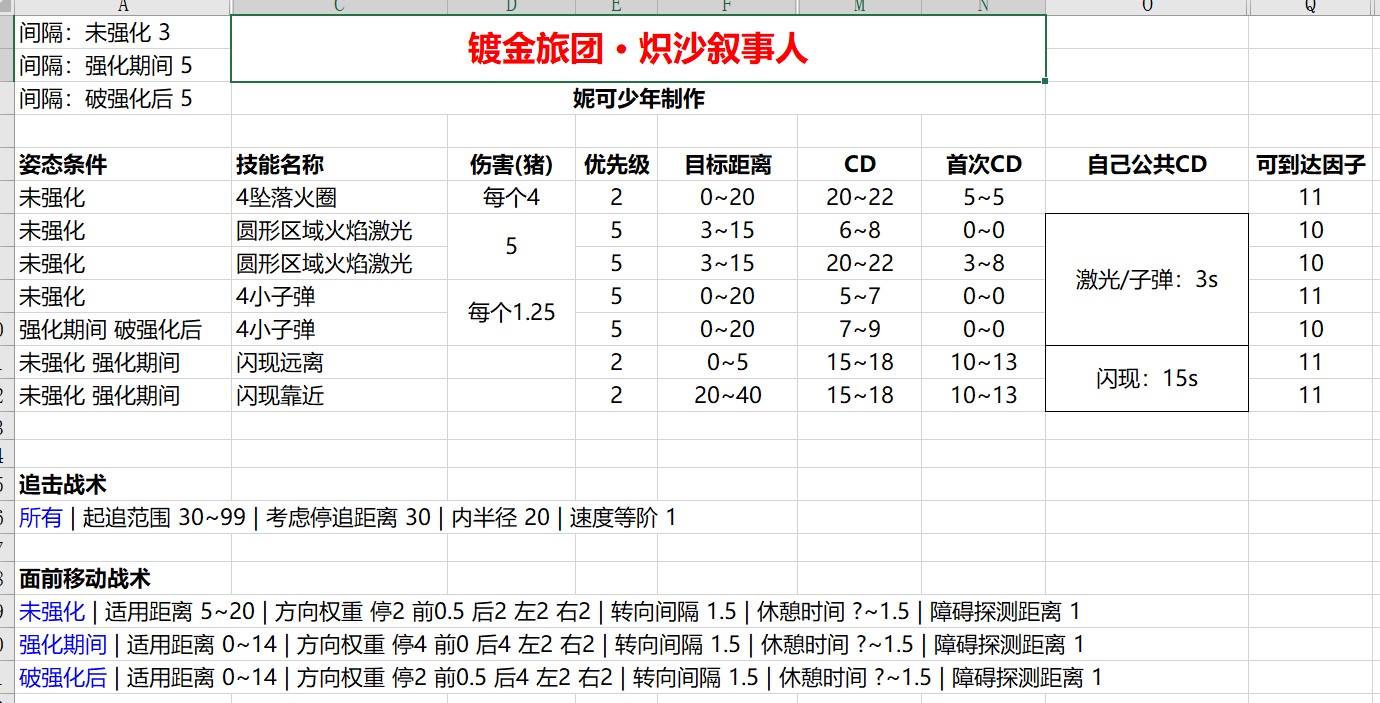 A C D E F M N O Q
间隔：未强化 3
镀金旅团・炽沙叙事人
间隔：强化期间 5
间隔：破强化后 5
妮可少年制作
姿态条件 技能名称 伤害(猪) 优先级 目标距离 CD 首次CD 自己公共CD 可到达因子
未强化 4坠落火圈 每个4 2 0~20 20~22 5~5 11
未强化 圆形区域火焰激光 5 5 3~15 6~8 0~0 激光/子弹：3s 10
未强化 圆形区域火焰激光 5 3~15 20~22 3~8 10
未强化 4小子弹 每个1.25 5 0~20 5~7 0~0 11
强化期间 破强化后 4小子弹 5 0~20 7~9 0~0 10
未强化 强化期间 闪现远离 2 0~5 15~18 10~13 闪现：15s 11
未强化 强化期间 闪现靠近 2 20~40 15~18 10~13 11
追击战术
所有 | 起追范围 30~99 | 考虑停追距离 30 | 内半径 20 | 速度等阶 1
面前移动战术
未强化 | 适用距离 5~20 | 方向权重 停2 前0.5 后2 左2 右2 | 转向间隔 1.5 | 休憩时间 ?~1.5 | 障碍探测距离 1
强化期间 | 适用距离 0~14 | 方向权重 停4 前0 后4 左2 右2 | 转向间隔 1.5 | 休憩时间 ?~1.5 | 障碍探测距离 1
破强化后 | 适用距离 0~14 | 方向权重 停2 前0.5 后4 左2 右2 | 转向间隔 1.5 | 休憩时间 ?~1.5 | 障碍探测距离 1